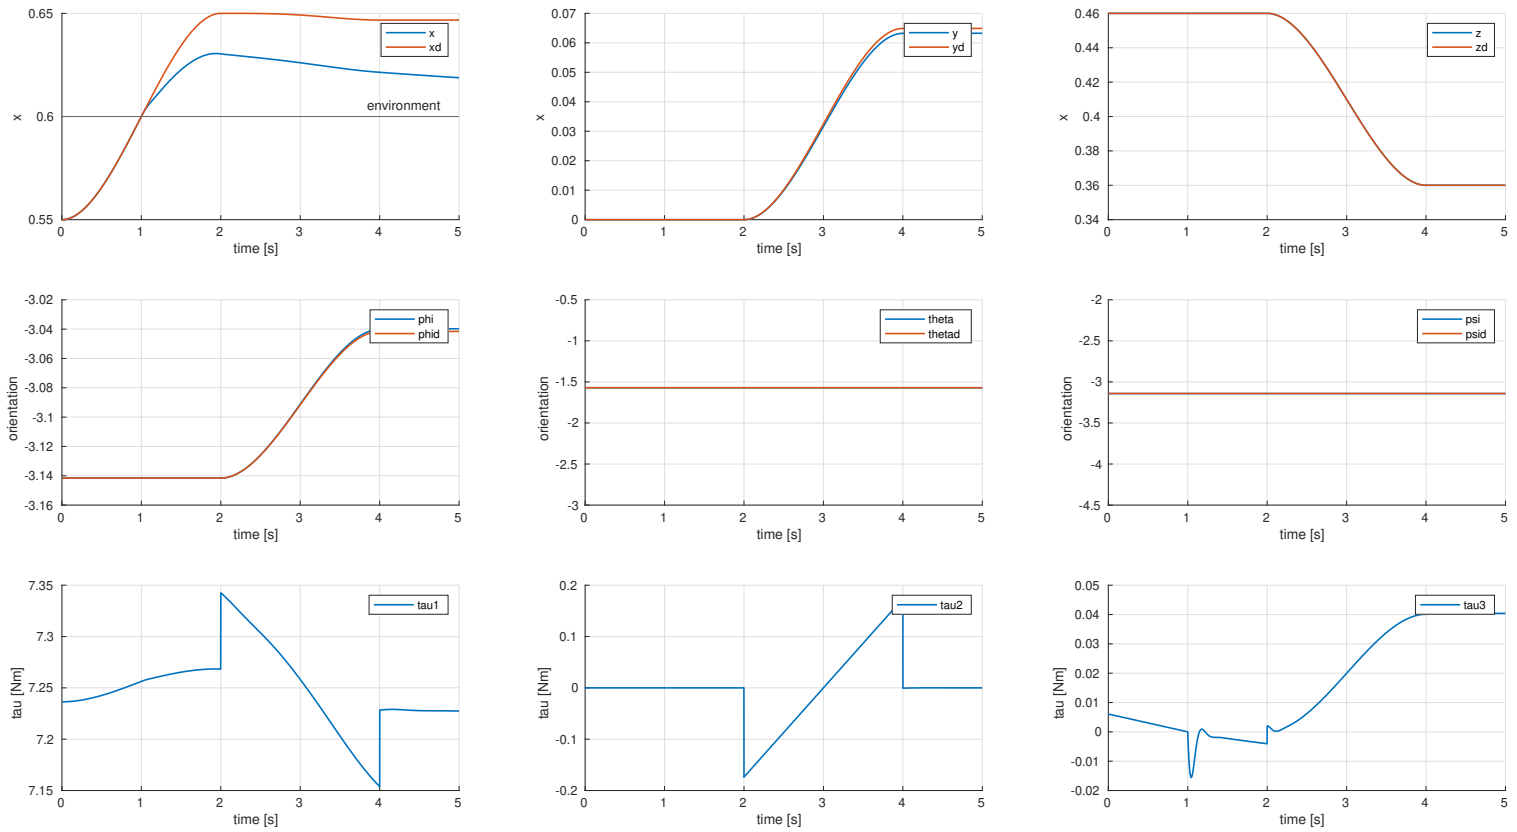 0.65
x
xd
environment
x
0.6
0.55
0 1 2 3 4 5
time [s]
0.07
0.06
0.05
0.04
0.03
0.02
0.01
0
y
yd
x
0 1 2 3 4 5
time [s]
0.46
0.44
0.42
0.4
0.38
0.36
0.34
z
zd
x
0 1 2 3 4 5
time [s]
-3.02
-3.04
-3.06
-3.08
-3.1
-3.12
-3.14
-3.16
phi
phid
orientation
0 1 2 3 4 5
time [s]
-0.5
-1
-1.5
-2
-2.5
-3
theta
thetad
orientation
0 1 2 3 4 5
time [s]
-2
-2.5
-3
-3.5
-4
-4.5
psi
psid
orientation
0 1 2 3 4 5
time [s]
7.35
7.3
7.25
7.2
7.15
tau1
tau [Nm]
0 1 2 3 4 5
time [s]
0.2
0.1
0
-0.1
-0.2
tau2
tau [Nm]
0 1 2 3 4 5
time [s]
0.05
0.04
0.03
0.02
0.01
0
-0.01
-0.02
tau3
tau [Nm]
0 1 2 3 4 5
time [s]